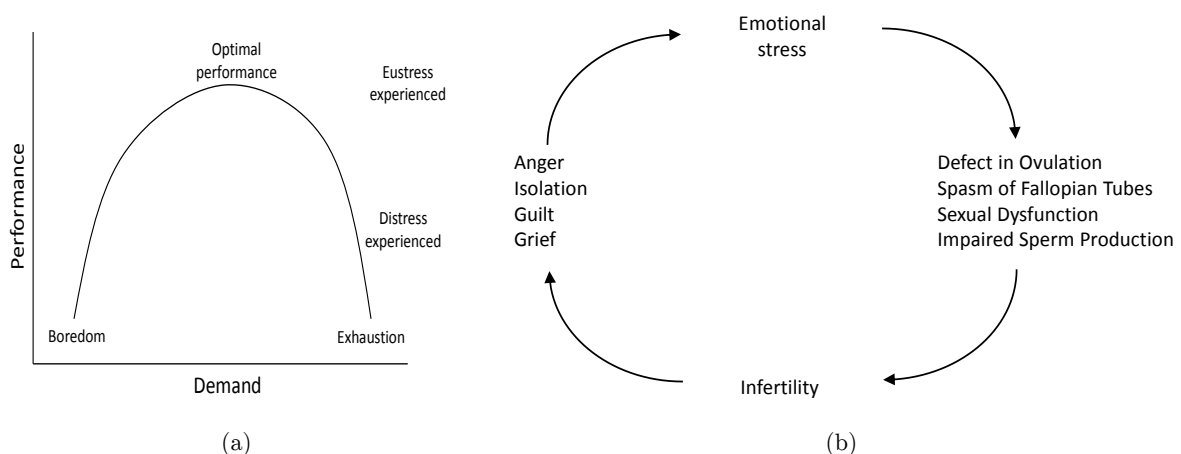 Optimal
performance
Eustress
experienced
Distress
experienced
Performance
Boredom
Exhaustion
Demand
(a)
Emotional
stress
Defect in Ovulation
Spasm of Fallopian Tubes
Sexual Dysfunction
Impaired Sperm Production
Infertility
Anger
Isolation
Guilt
Grief
(b)